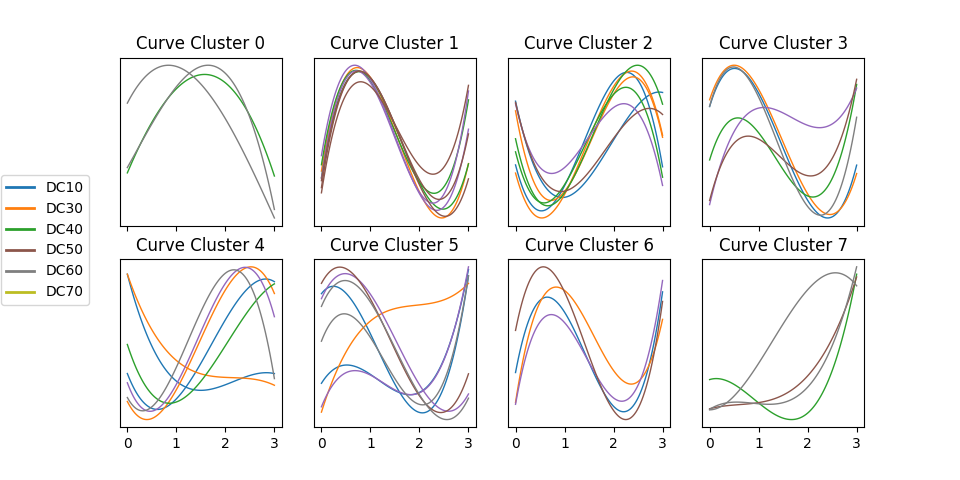 Curve Cluster 0
Curve Cluster 1
Curve Cluster 2
Curve Cluster 3
DC10
DC30
DC40
DC50
DC60
DC70
Curve Cluster 4
Curve Cluster 5
Curve Cluster 6
Curve Cluster 7
0 1 2 3
0 1 2 3
0 1 2 3
0 1 2 3